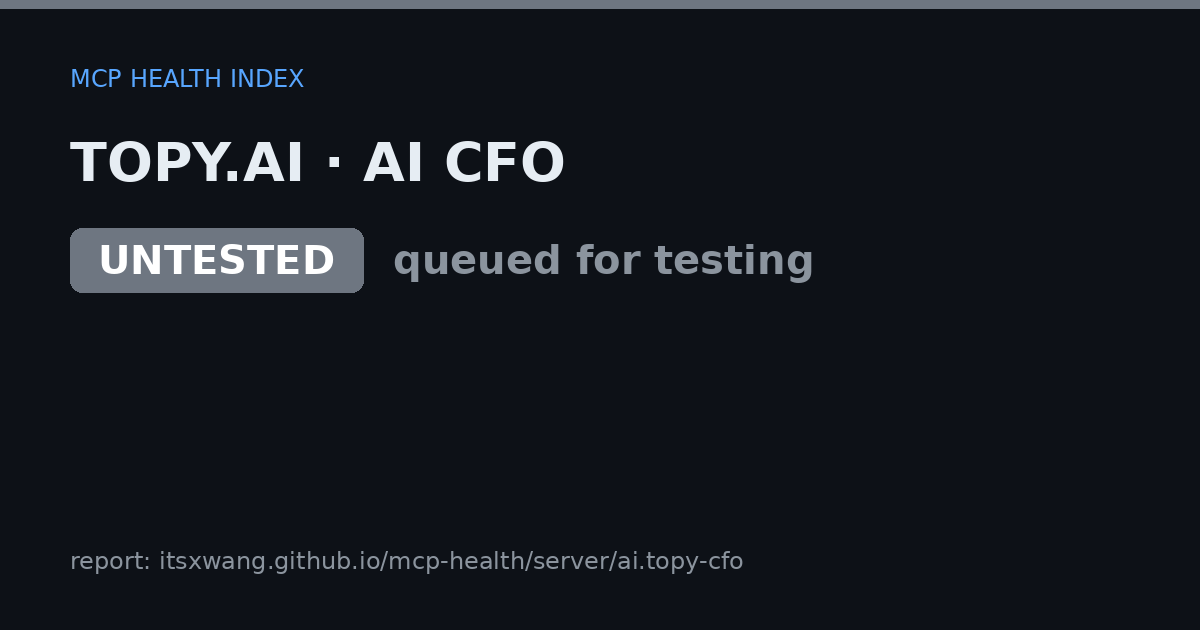 MCP HEALTH INDEX
TOPY.AI · AI CFO
UNTESTED queued for testing
report: itsxwang.github.io/mcp-health/server/ai.topy-cfo